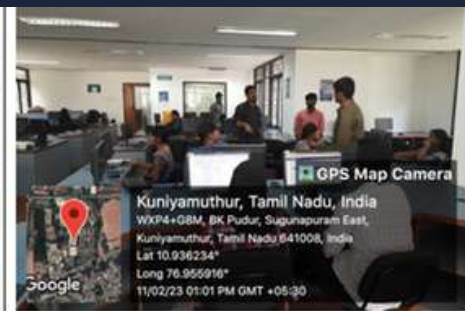 GPS Map Camera
Kuniyamuthur, Tamil Nadu, India
WXP4+G8M, BK Pudur, Sugunapuram East,
Kuniyamuthur, Tamil Nadu 641008, India
Lat 10.936234°
Long 76.955916°
11/02/23 01:01 PM GMT +05:30
Google